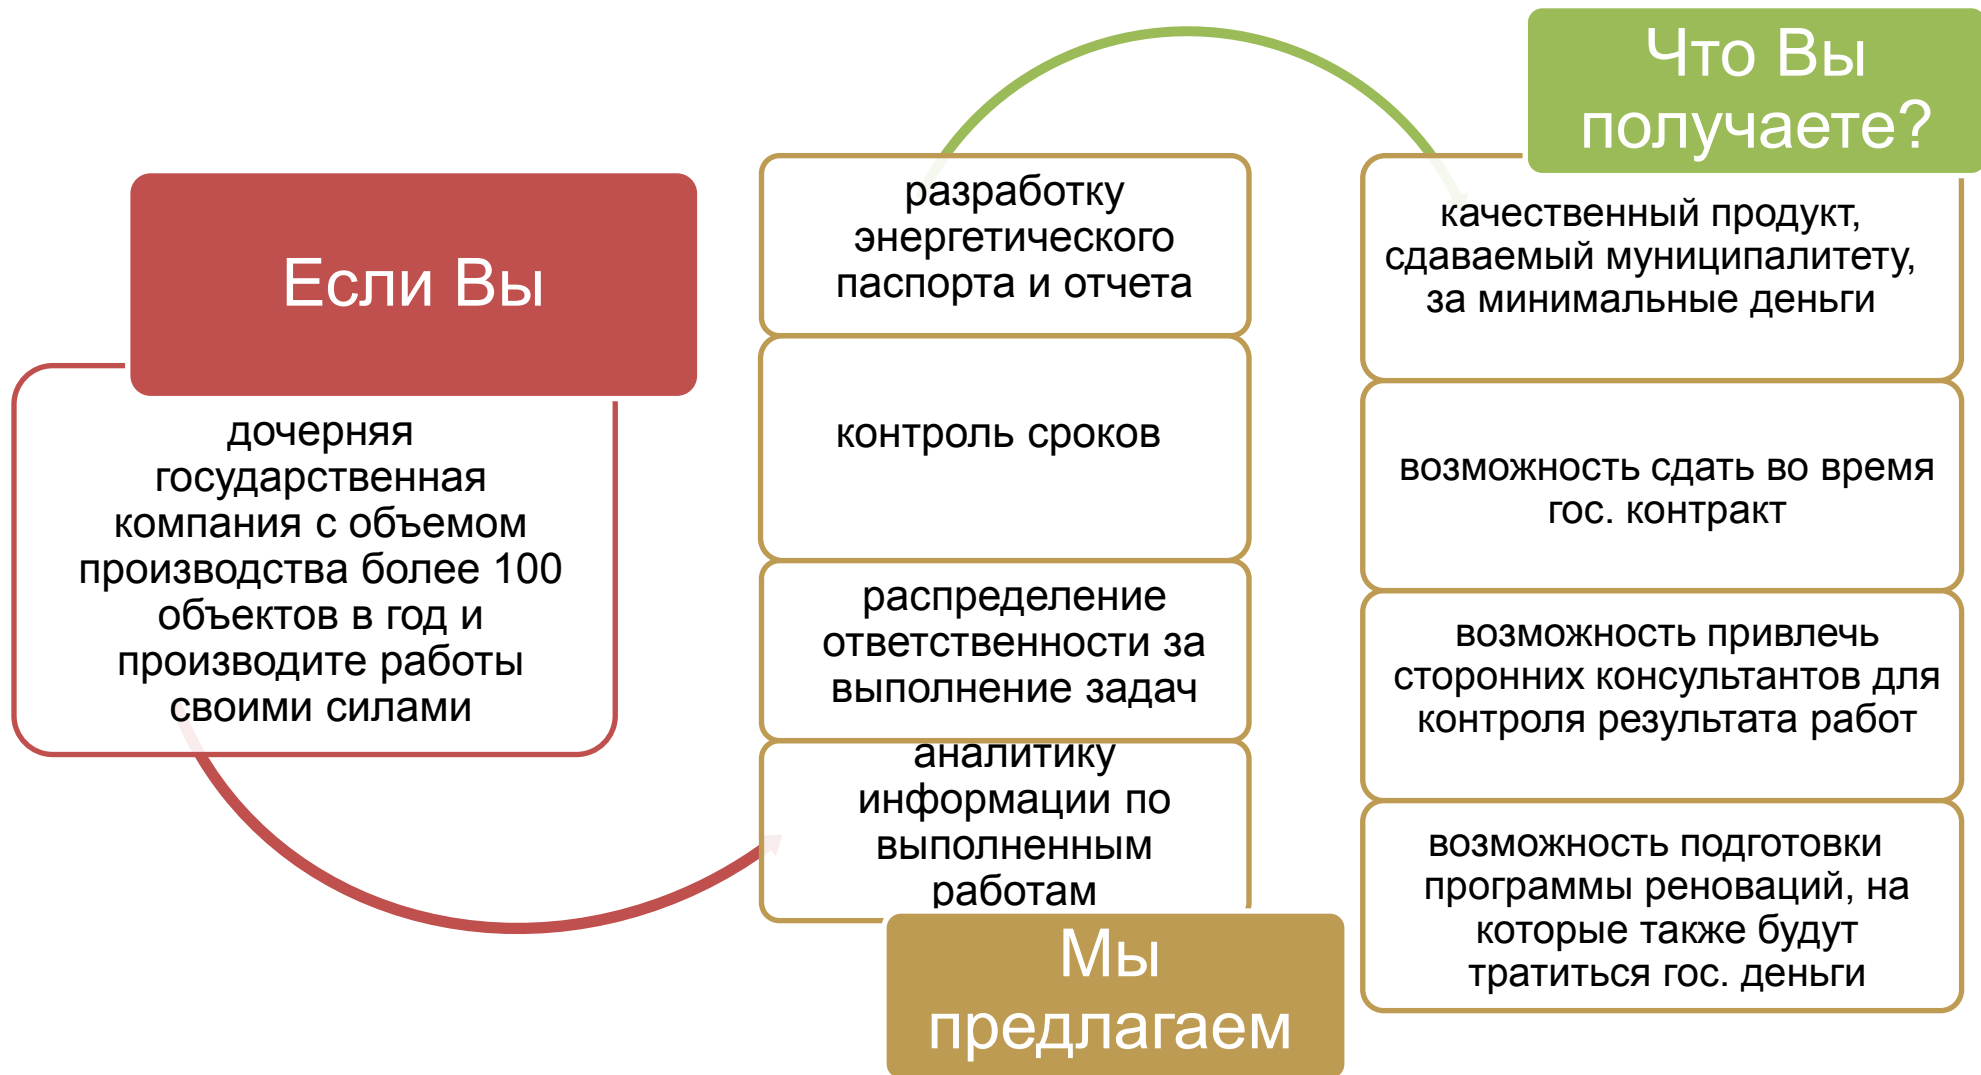 Если Вы
дочерняя
государственная
компания с объемом
производства более 100
объектов в год и
производите работы
своими силами
разработку
энергетического
паспорта и отчета
контроль сроков
распределение
ответственности за
выполнение задач
аналитику
информации по
выполненным
работам
Мы
предлагаем
Что Вы
получаете?
качественный продукт,
сдаваемый муниципалитету,
за минимальные деньги
возможность сдать во время
гос. контракт
возможность привлечь
сторонних консультантов для
контроля результата работ
возможность подготовки
программы реноваций, на
которые также будут
тратиться гос. деньги